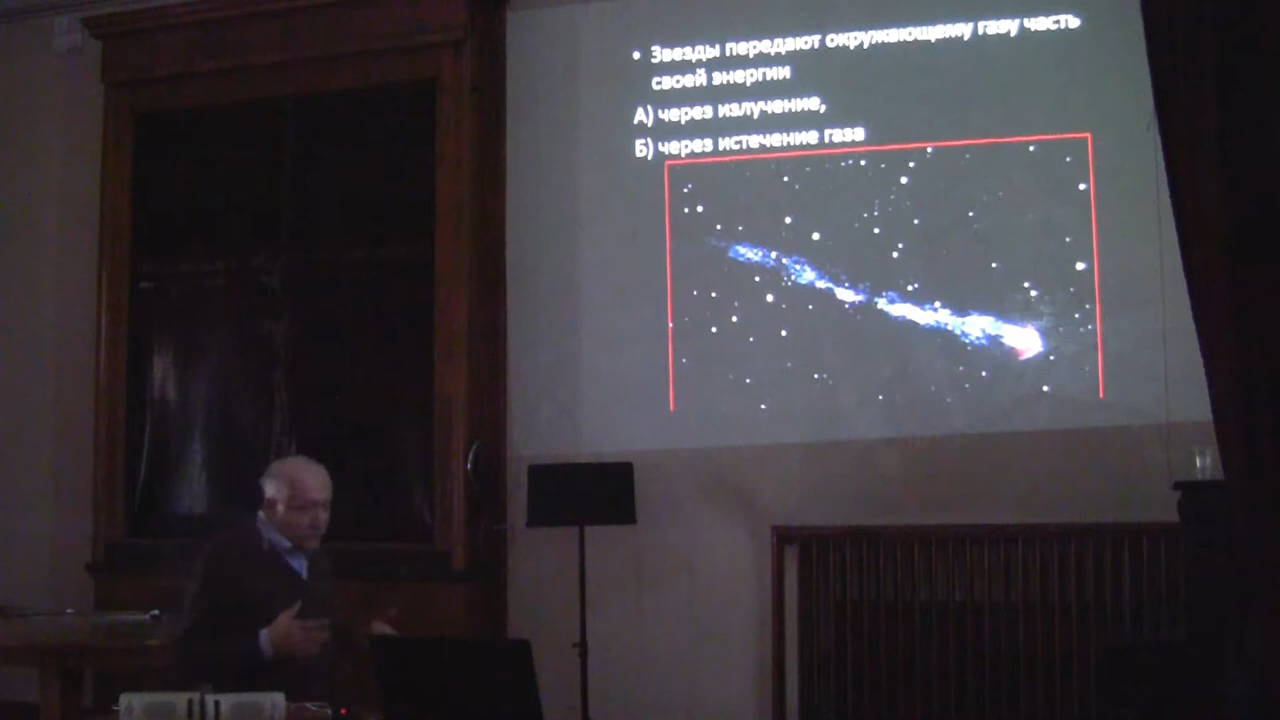 • Звезды передают окружающему газу часть
своей энергии
А) через излучение,
Б) через истечение газа